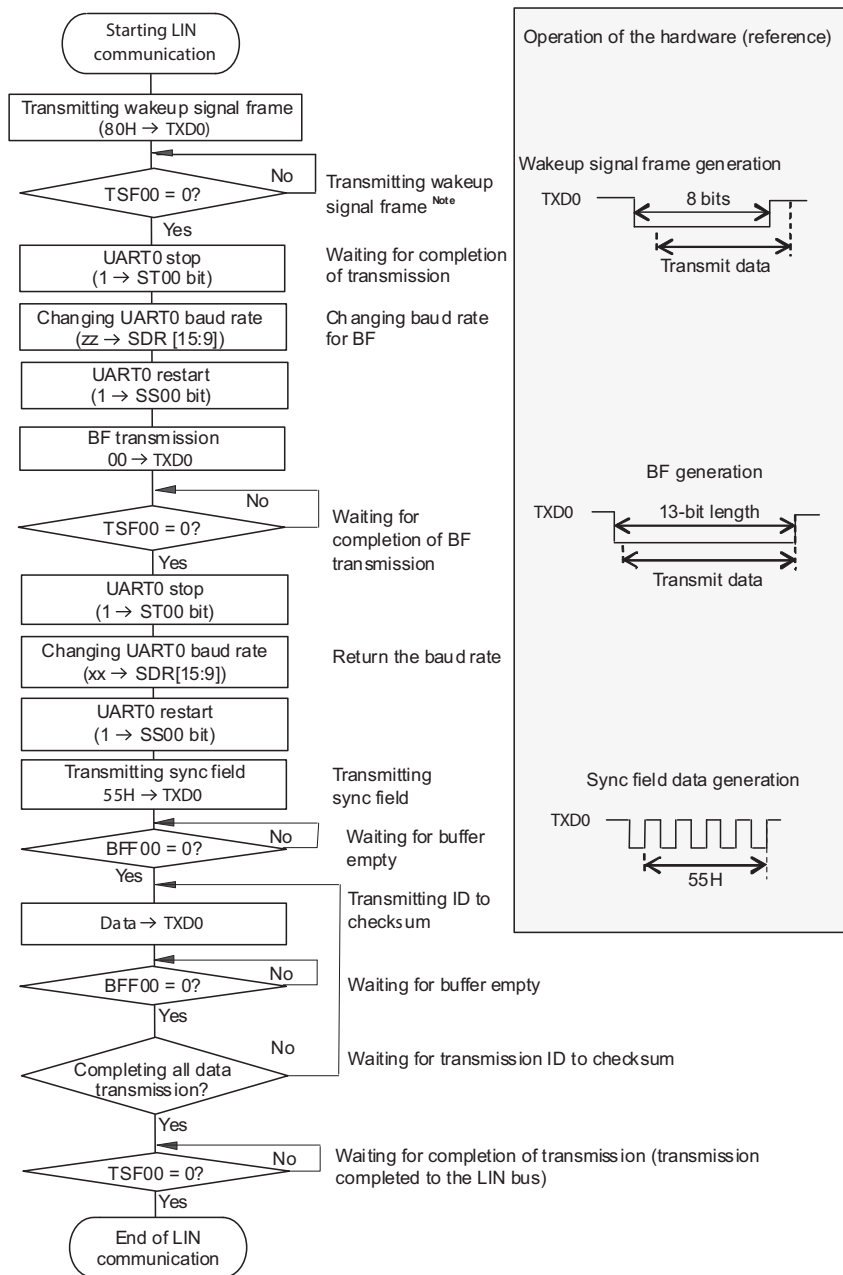 Starting LIN
communication
Transmitting wakeup signal frame
(80H → TXD0)
No
TSF00 = 0?
Transmitting wakeup
signal frame Note
Yes
UART0 stop
(1 → ST00 bit)
Waiting for completion
of transmission
Changing UART0 baud rate
(zz → SDR [15:9])
Changing baud rate
for BF
UART0 restart
(1 → SS00 bit)
BF transmission
00 → TXD0
No
TSF00 = 0?
Waiting for
completion of BF
transmission
Yes
UART0 stop
(1 → ST00 bit)
Changing UART0 baud rate
(xx → SDR[15:9])
Return the baud rate
UART0 restart
(1 → SS00 bit)
Transmitting sync field
55H → TXD0
Transmitting
sync field
No
BFF00 = 0?
Waiting for buffer
empty
Yes
Transmitting ID to
checksum
Data → TXD0
No
BFF00 = 0?
Waiting for buffer empty
Yes
No
Completing all data
transmission?
Waiting for transmission ID to checksum
Yes
No
TSF00 = 0?
Waiting for completion of transmission (transmission
completed to the LIN bus)
Yes
End of LIN
communication
Operation of the hardware (reference)
Wakeup signal frame generation
TXD0
8 bits
Transmit data
BF generation
TXD0
13-bit length
Transmit data
Sync field data generation
TXD0
55H